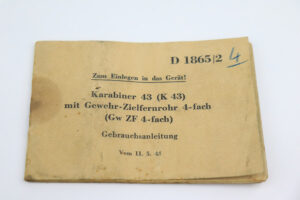 D 1865/2 4
Zum Einlegen in das Gerät!
Karabiner 43 (K 43)
mit Gewehr-Zielfernrohr 4-fach
(Gw ZF 4-fach)
Gebrauchsanleitung
Vom 11. 5. 43